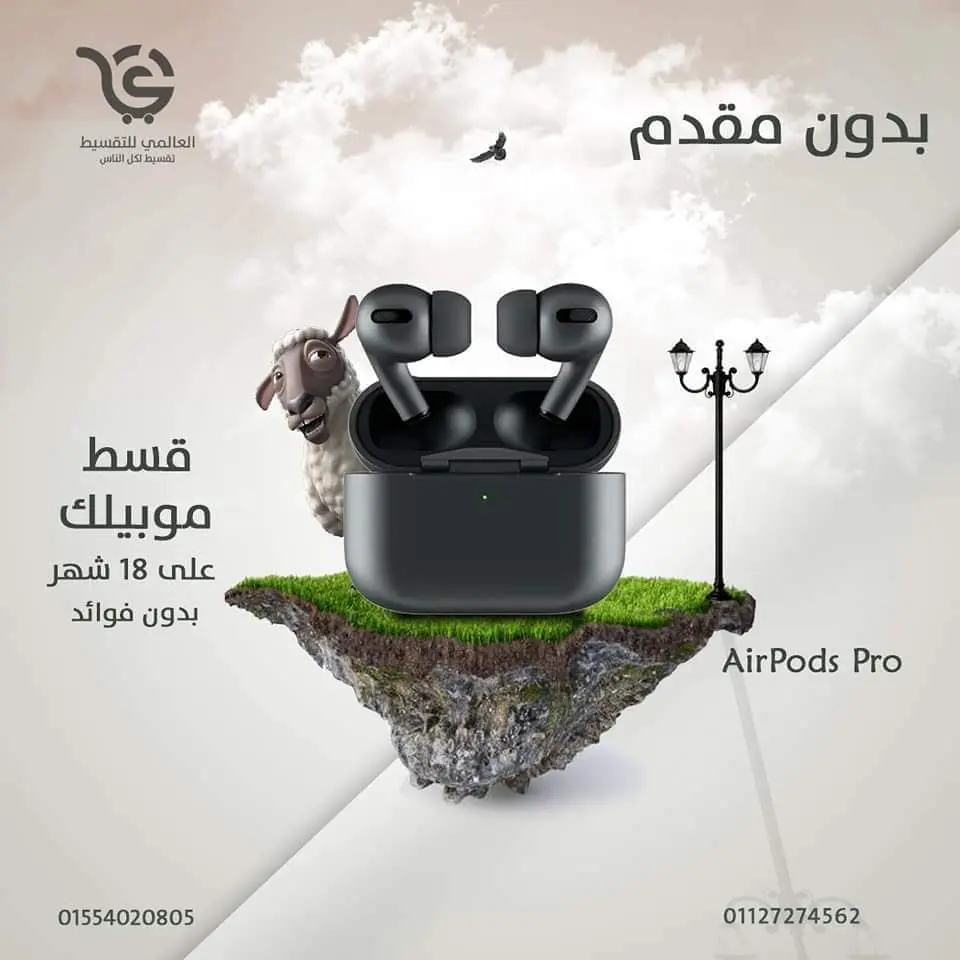 العالمي للتقسيط
تقسيط لكل الناس
بدون مقدم
قسط
موبيلك
على 18 شهر
بدون فوائد
AirPods Pro
01554020805
01127274562